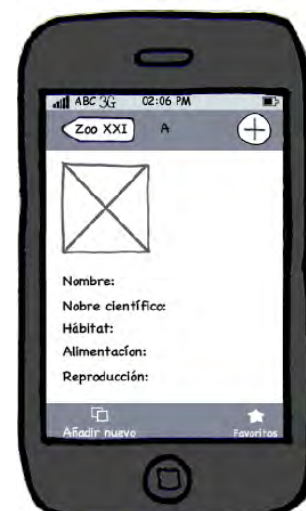 ABC 3G 02:06 PM
Zoo XXI A
Nombre:
Nobre científico:
Hábitat:
Alimentacíon:
Reproducción:
Añadir nuevo Favoritos